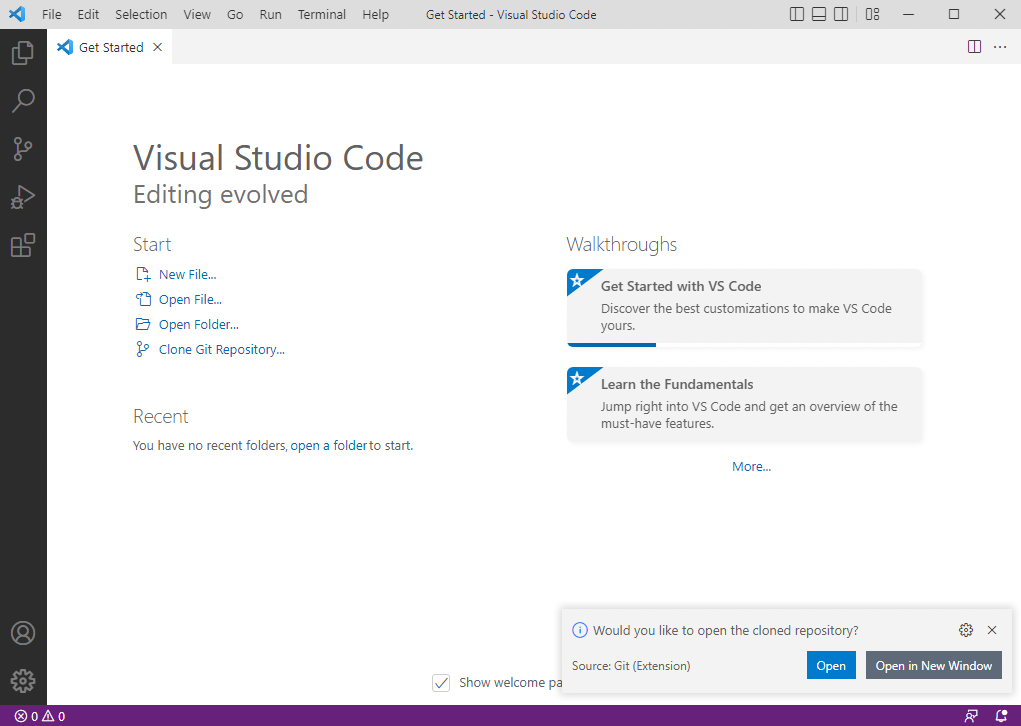 File Edit Selection View Go Run Terminal Help Get Started - Visual Studio Code
Get Started
Visual Studio Code
Editing evolved
Start
New File...
Open File...
Open Folder...
Clone Git Repository...
Recent
You have no recent folders, open a folder to start.
Walkthroughs
Get Started with VS Code
Discover the best customizations to make VS Code
yours.
Learn the Fundamentals
Jump right into VS Code and get an overview of the
must-have features.
More...
Show welcome pa
Would you like to open the cloned repository?
Source: Git (Extension)
Open
Open in New Window
0 0